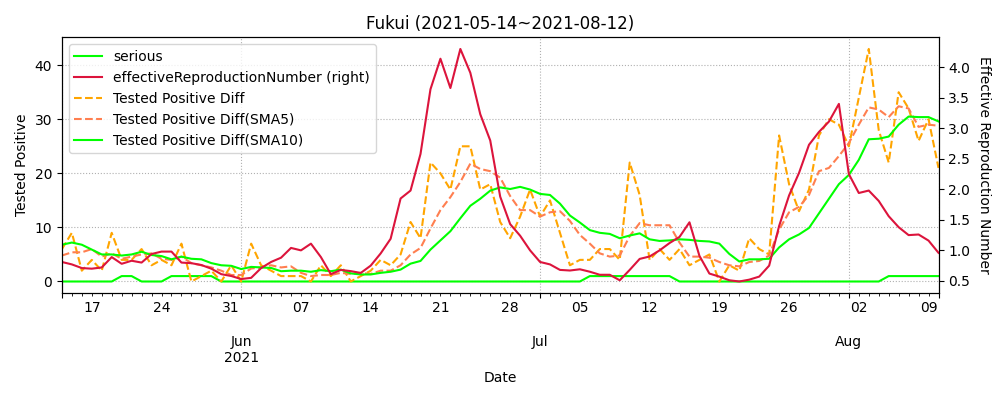 Fukui (2021-05-14~2021-08-12)
serious
effectiveReproductionNumber (right)
Tested Positive Diff
Tested Positive Diff(SMA5)
Tested Positive Diff(SMA10)
Tested Positive
40
30
20
10
0
Effective Reproduction Number
4.0
3.5
3.0
2.5
2.0
1.5
1.0
0.5
17 24 31 07 14 21 28 05 12 19 26 02 09
Jun Jul Aug
2021
Date